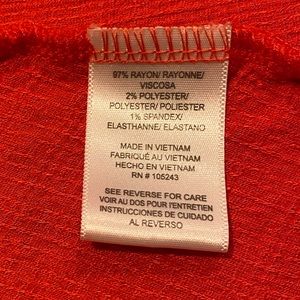 97% RAYON/ RAYONNE/
VISCOSA
2% POLYESTER/
POLYESTER/ POLIESTER
1% SPANDEX/
ELASTHANNE/ ELASTANO
MADE IN VIETNAM
FABRIQUÉ AU VIETNAM
HECHO EN VIETNAM
RN # 105243
SEE REVERSE FOR CARE
VOIR AU DOS POUR L'ENTRETIEN
INSTRUCCIONES DE CUIDADO
AL REVERSO